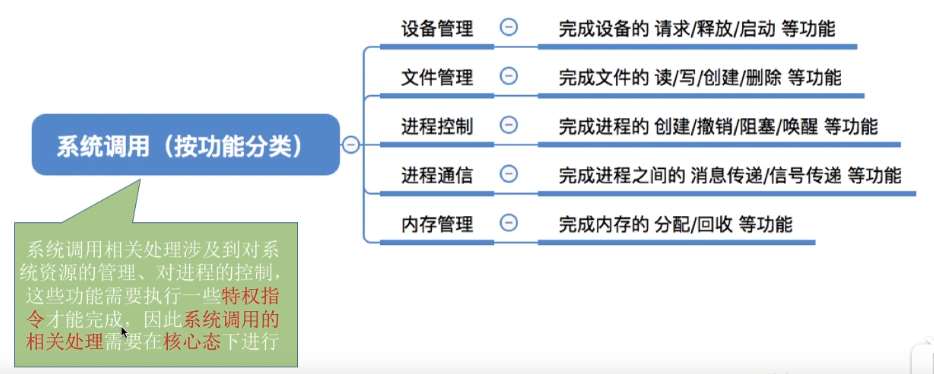 设备管理
完成设备的 请求/释放/启动 等功能
文件管理
完成文件的 读/写/创建/删除 等功能
系统调用（按功能分类）
进程控制
完成进程的 创建/撤销/阻塞/唤醒 等功能
进程通信
完成进程之间的 消息传递/信号传递 等功能
内存管理
完成内存的 分配/回收 等功能
系统调用相关处理涉及到对系
统资源的管理、对进程的控制，
这些功能需要执行一些特权指
令才能完成，因此系统调用的
相关处理需要在核心态下进行